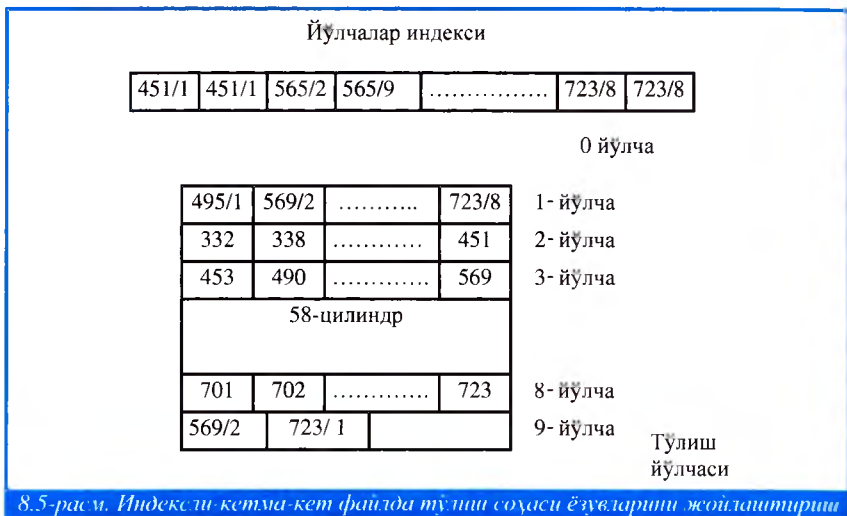 Йўлчалар индекси
451/1 451/1 565/2 565/9 ................. 723/8 723/8
0 йўлча
495/1 569/2 ........... 723/8 1- йўлча
332 338 ............. 451 2- йўлча
453 490 ............. 569 3- йўлча
58-цилиндр
701 702 ............. 723 8- йўлча
569/2 723/ 1 9- йўлча
Тўлиш
йўлчаси
8.5-расм. Индексли-кетма-кет файлда тўлиш соҳаси ёзувларини жойлаштириш